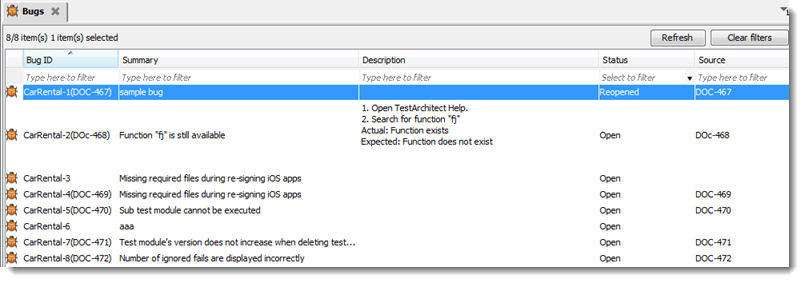 Bugs
8/8 item(s) 1 item(s) selected Refresh Clear filters
Bug ID Summary Description Status Source
Type here to filter Type here to filter Type here to filter Select to filter Type here to filter
CarRental-1(DOC-467) sample bug Reopened DOC-467
1. Open TestArchitect Help.
2. Search for function "fj"
CarRental-2(DOc-468) Function "fj" is still available Actual: Function exists Open DOc-468
Expected: Function does not exist
CarRental-3 Missing required files during re-signing iOS apps Open
CarRental-4(DOC-469) Missing required files during re-signing iOS apps Open DOC-469
CarRental-5(DOC-470) Sub test module cannot be executed Open DOC-470
CarRental-6 aaa Open
CarRental-7(DOC-471) Test module's version does not increase when deleting test... Open DOC-471
CarRental-8(DOC-472) Number of ignored fails are displayed incorrectly Open DOC-472